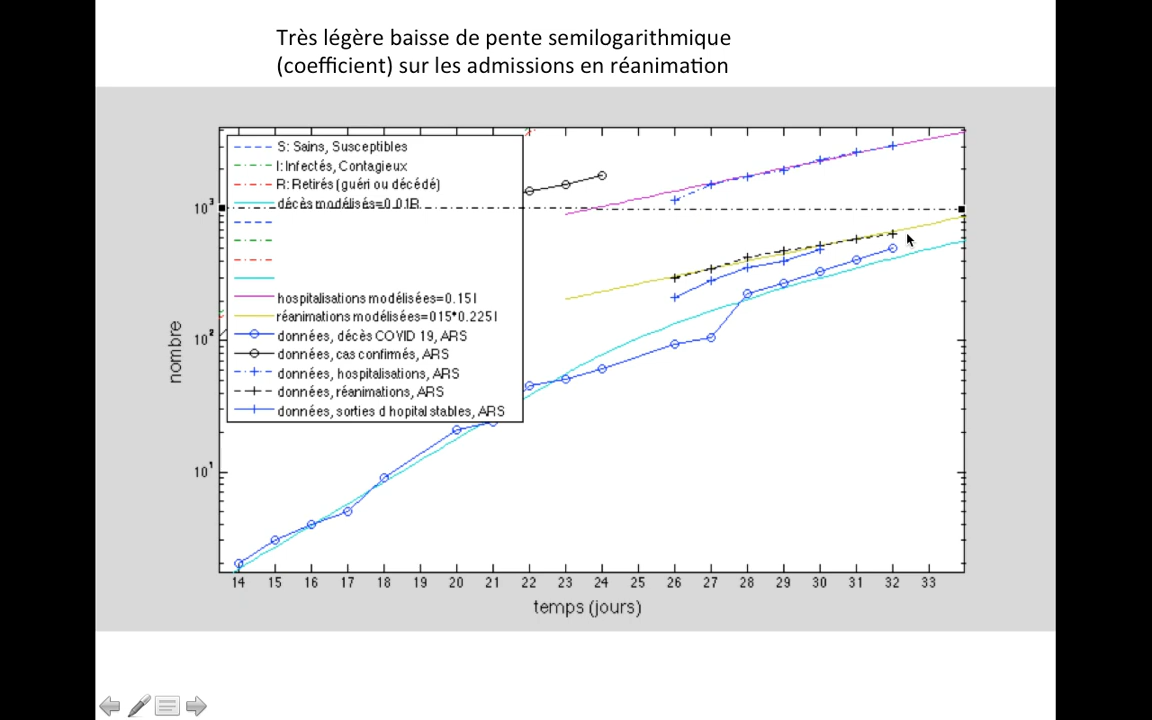 Très légère baisse de pente semilogarithmique
(coefficient) sur les admissions en réanimation
S: Sains, Susceptibles
I: Infectés, Contagieux
R: Retirés (guéri ou décédé)
décès modélisés=0.01R
hospitalisations modélisées=0.15I
réanimations modélisées=015*0.225I
données, décès COVID 19, ARS
données, cas confirmés, ARS
données, hospitalisations, ARS
données, réanimations, ARS
données, sorties d hopital stables, ARS
10³
10²
10¹
nombre
14 15 16 17 18 19 20 21 22 23 24 25 26 27 28 29 30 31 32 33
temps (jours)